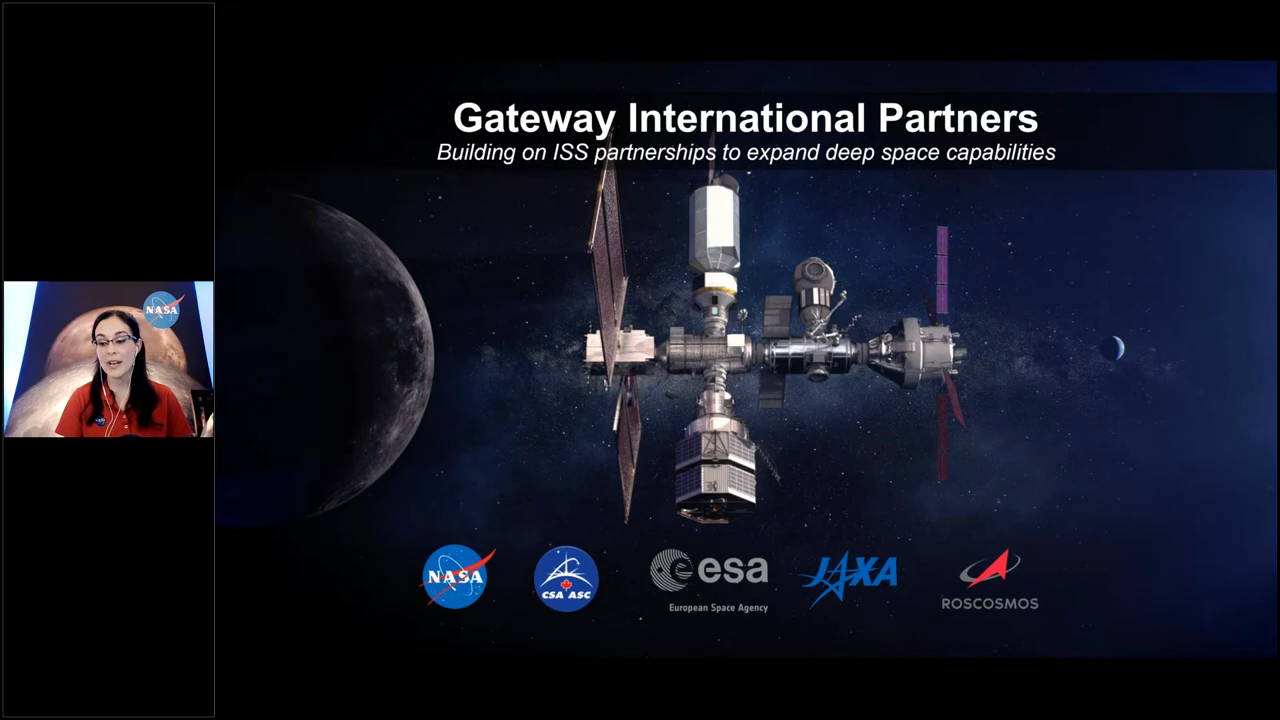 Gateway International Partners
Building on ISS partnerships to expand deep space capabilities
NASA
NASA
CSA ASC
esa
European Space Agency
JAXA
ROSCOSMOS